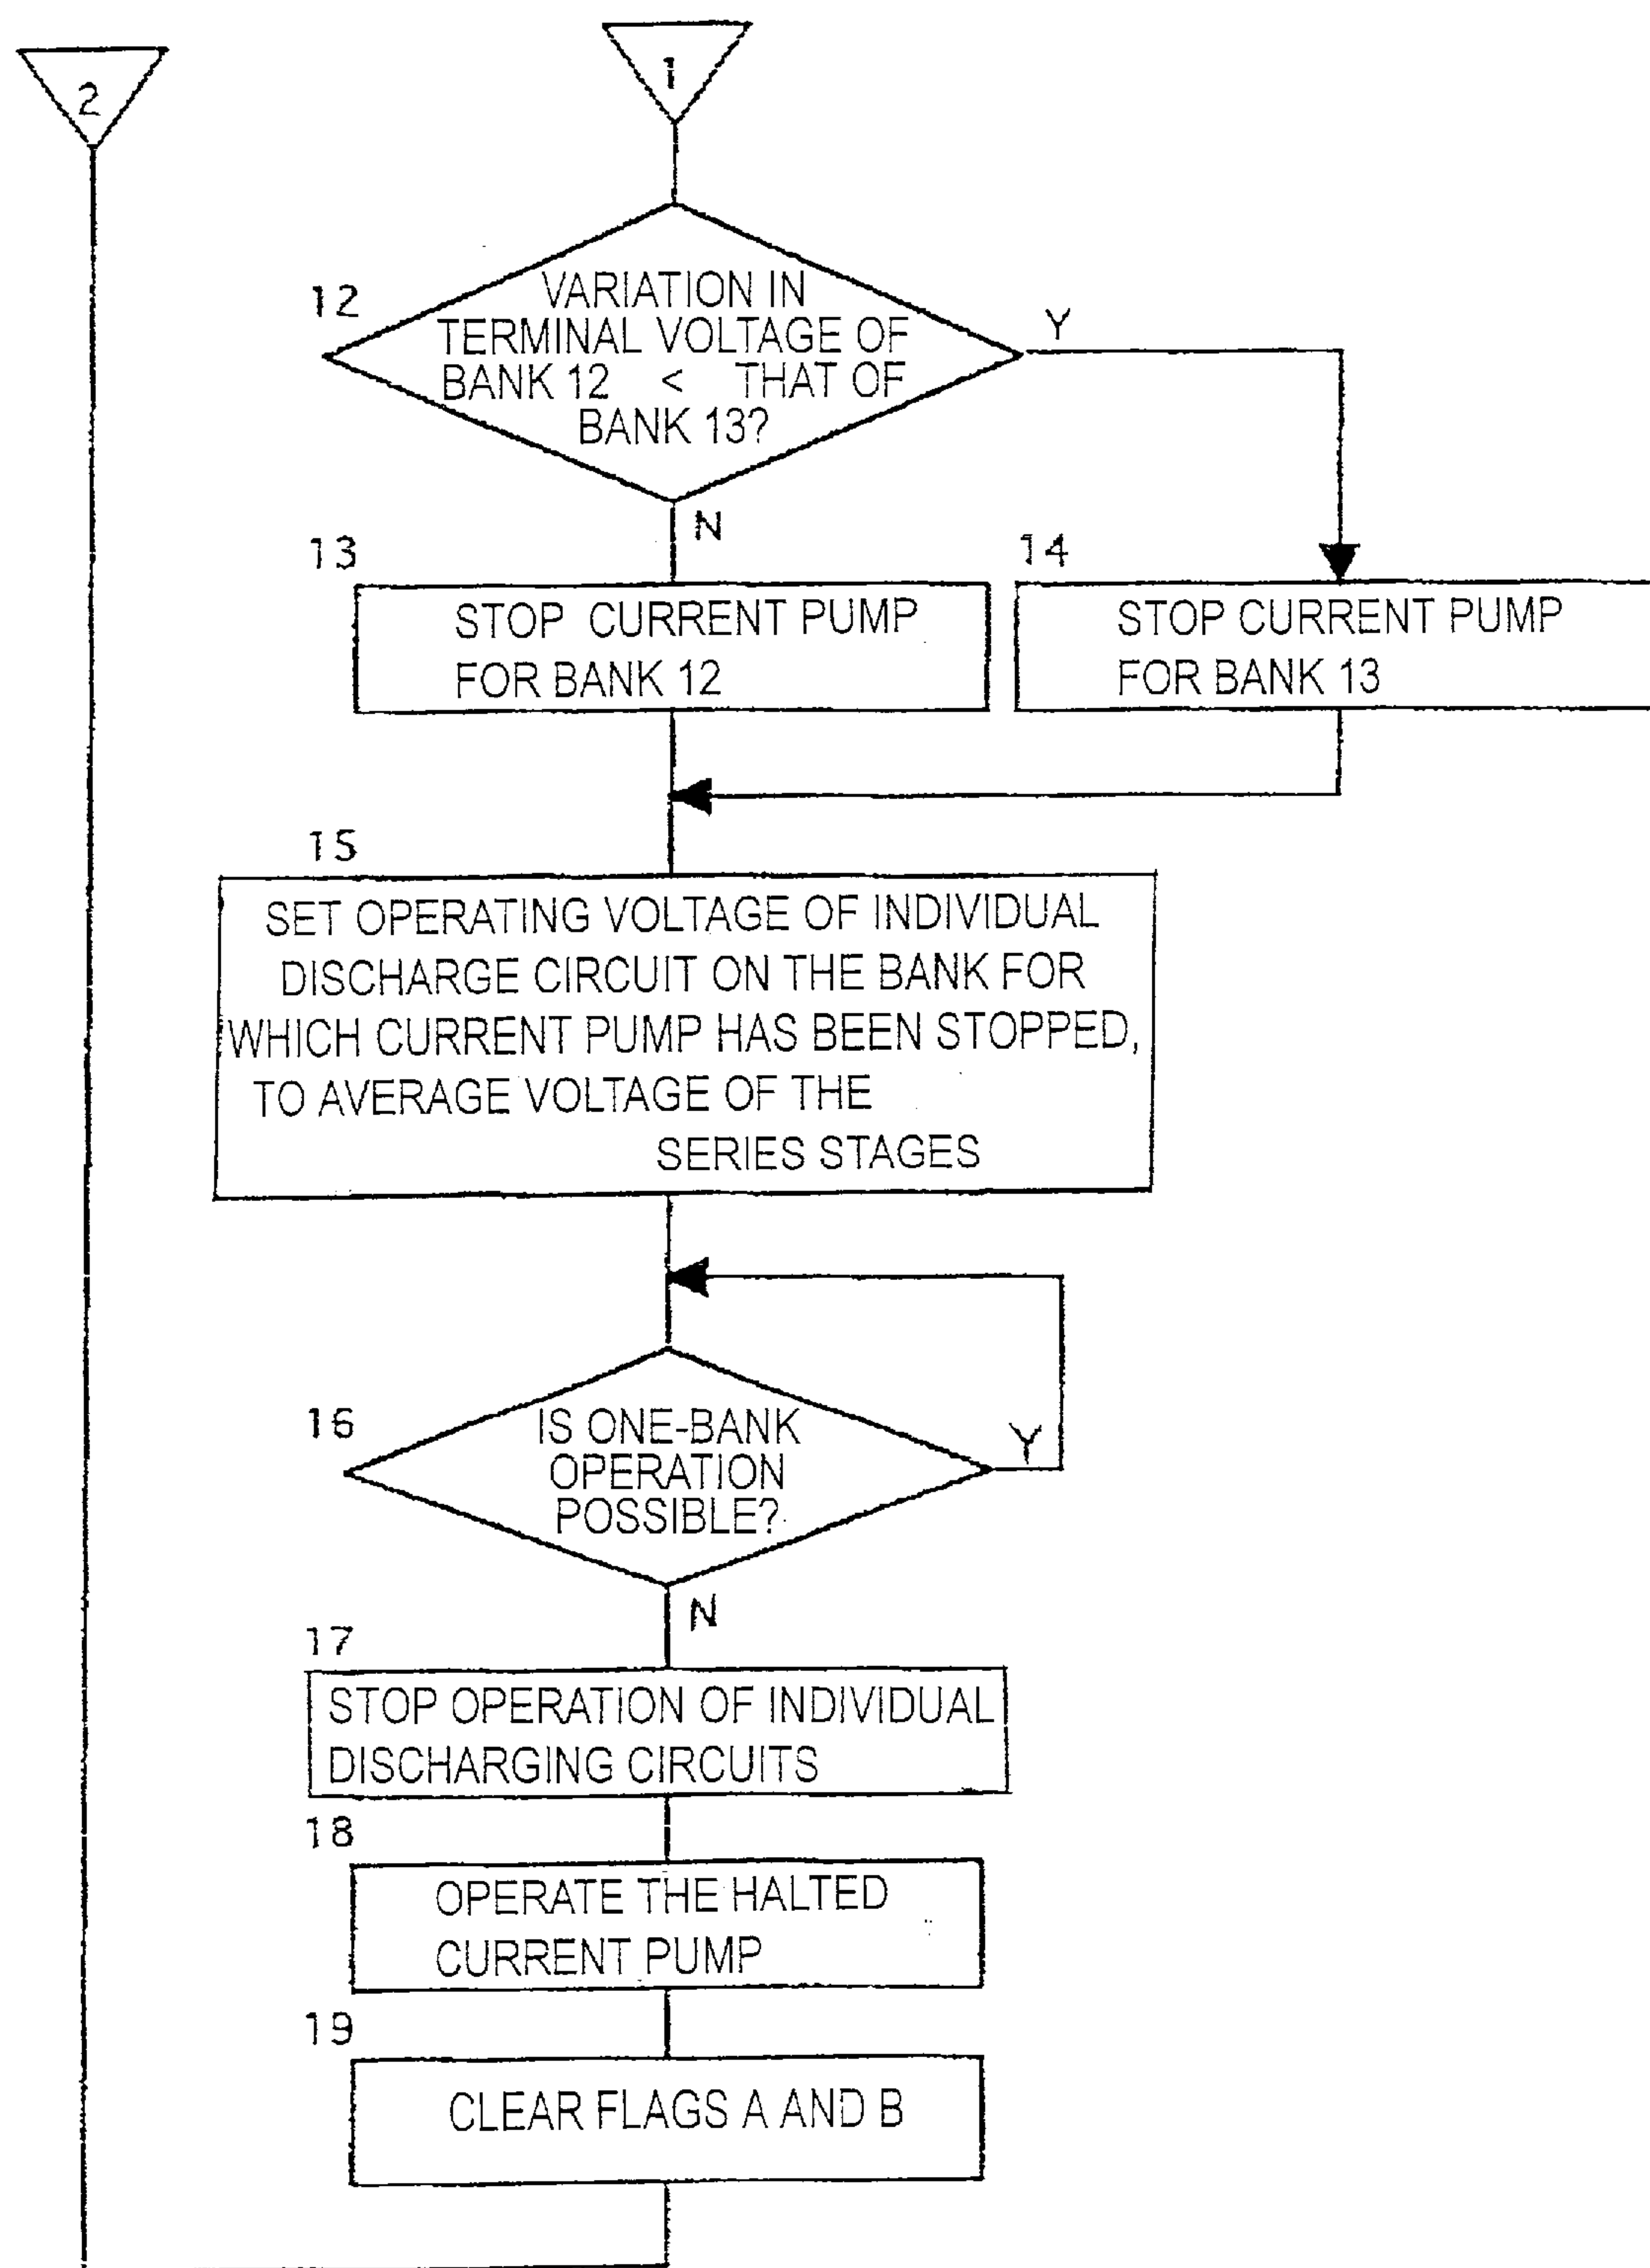 2
1
12
VARIATION IN
TERMINAL VOLTAGE OF
BANK 12 < THAT OF
BANK 13?
Y
N
13
STOP CURRENT PUMP
FOR BANK 12
14
STOP CURRENT PUMP
FOR BANK 13
15
SET OPERATING VOLTAGE OF INDIVIDUAL
DISCHARGE CIRCUIT ON THE BANK FOR
WHICH CURRENT PUMP HAS BEEN STOPPED,
TO AVERAGE VOLTAGE OF THE
SERIES STAGES
16
IS ONE-BANK
OPERATION
POSSIBLE?
Y
N
17
STOP OPERATION OF INDIVIDUAL
DISCHARGING CIRCUITS
18
OPERATE THE HALTED
CURRENT PUMP
19
CLEAR FLAGS A AND B